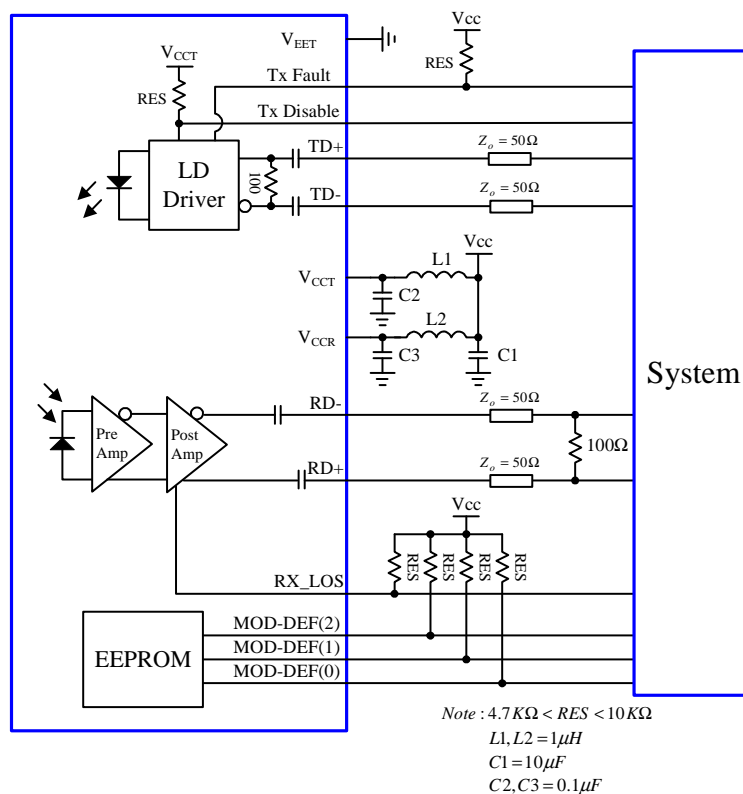 V_EET
Vcc
V_CCT
RES
RES
Tx Fault
Tx Disable
LD
Driver
100
TD+
Z_o = 50Ω
TD-
Z_o = 50Ω
Vcc
V_CCT
L1
C2
V_CCR
L2
C3
C1
System
RD-
Z_o = 50Ω
Pre
Amp
Post
Amp
100Ω
RD+
Z_o = 50Ω
Vcc
RES
RES
RES
RES
RX_LOS
EEPROM
MOD-DEF(2)
MOD-DEF(1)
MOD-DEF(0)
Note : 4.7KΩ < RES < 10KΩ
L1, L2 = 1μH
C1 = 10μF
C2, C3 = 0.1μF